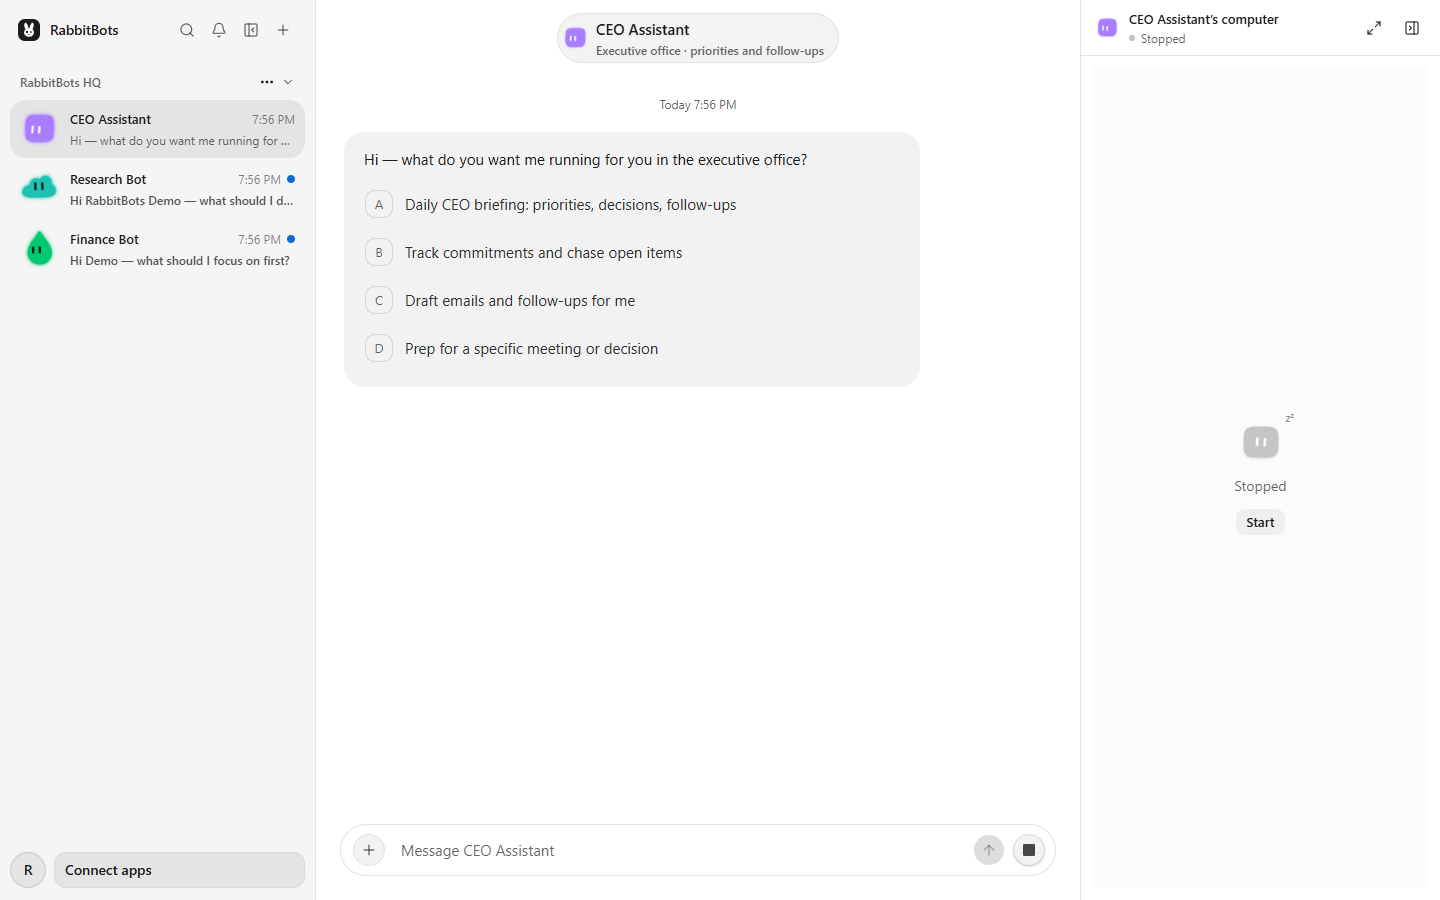 RabbitBots
RabbitBots HQ
CEO Assistant
7:56 PM
Hi — what do you want me running for ...
Research Bot
7:56 PM
Hi RabbitBots Demo — what should I d...
Finance Bot
7:56 PM
Hi Demo — what should I focus on first?
R
Connect apps
CEO Assistant
Executive office · priorities and follow-ups
Today 7:56 PM
Hi — what do you want me running for you in the executive office?
A Daily CEO briefing: priorities, decisions, follow-ups
B Track commitments and chase open items
C Draft emails and follow-ups for me
D Prep for a specific meeting or decision
Message CEO Assistant
CEO Assistant's computer
Stopped
zz
Stopped
Start